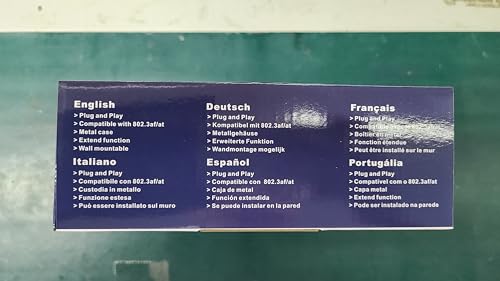 English
> Plug and Play
> Compatible with 802.3af/at
> Metal case
> Extend function
> Wall mountable
Deutsch
> Plug and Play
> Kompatibel mit 802.3af/at
> Metallgehäuse
> Erweiterte Funktion
> Wandmontage mogelijk
Français
> Plug and Play
> 802.3af/at
> Boîtier en
> Fonction étendue
> Peut être installé sur le mur
Italiano
> Plug and Play
> Compatibile con 802.3af/at
> Custodia in metallo
> Funzione estesa
> Può essere installato sul muro
Español
> Plug and Play
> Compatible con 802.3af/at
> Caja de metal
> Función extendida
> Se puede instalar en la pared
Portugália
> Plug and Play
> Compatível com o 802.3af/at
> Capa metal
> Extend function
> Pode ser instalado na parede